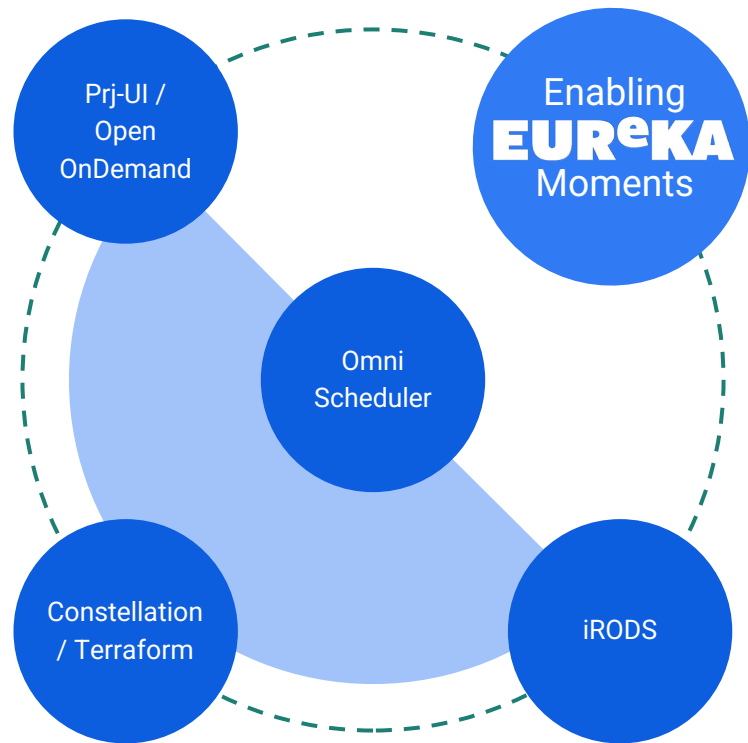 Prj-UI /
Open
OnDemand
Enabling
EUReKA
Moments
Omni
Scheduler
Constellation
/ Terraform
iRODS